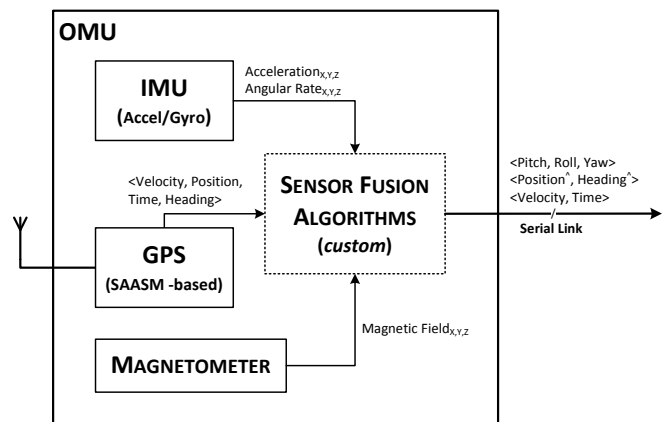 OMU
IMU
(Accel/Gyro)
Acceleration X,Y,Z
Angular Rate X,Y,Z
<Velocity, Position,
Time, Heading>
GPS
(SAASM -based)
SENSOR FUSION
ALGORITHMS
(custom)
<Pitch, Roll, Yaw>
<Position^, Heading^>
<Velocity, Time>
Serial Link
Magnetic Field X,Y,Z
MAGNETOMETER